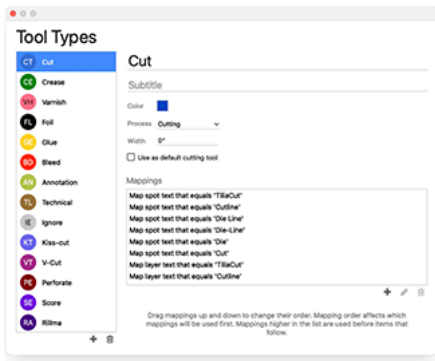 Tool Types
CT Cut
CE Crease
VH Varnish
FL Foil
GE Glue
BD Bleed
AN Annotation
TL Technical
IE Ignore
KT Kiss-cut
VT V-Cut
PE Perforate
SE Score
RA Rillma
Cut
Subtitle
Color
Process Cutting
Width 0"
Use as default cutting tool
Mappings
Map spot text that equals "TiliaCut"
Map spot text that equals "Cutline"
Map spot text that equals "Die Line"
Map spot text that equals "Die-Line"
Map spot text that equals "Die"
Map spot text that equals "Cut"
Map layer text that equals "TiliaCut"
Map layer text that equals "Cutline"
Drag mappings up and down to change their order. Mapping order affects which
mappings will be used first. Mappings higher in the list are used before items that
follow.